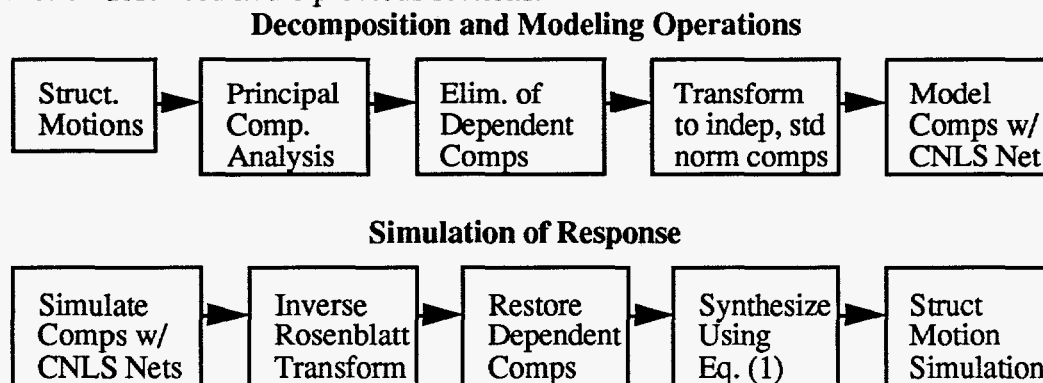 Decomposition and Modeling Operations
Struct.
Motions
Principal
Comp.
Analysis
Elim. of
Dependent
Comps
Transform
to indep, std
norm comps
Model
Comps w/
CNLS Net
Simulation of Response
Simulate
Comps w/
CNLS Nets
Inverse
Rosenblatt
Transform
Restore
Dependent
Comps
Synthesize
Using
Eq. (1)
Struct
Motion
Simulation